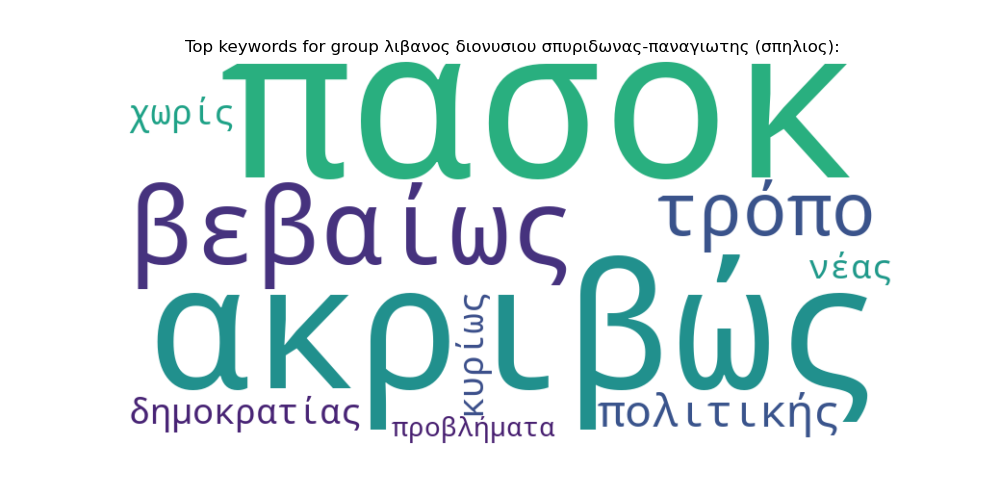 Top keywords for group λιβανος διονυσιου σπυριδωνας-παναγιωτης (σπηλιος):
πασοκ
χωρίς
βεβαίως
τρόπο
νέας
ακριβώς
κυρίως
δημοκρατίας
προβλήματα
πολιτικής